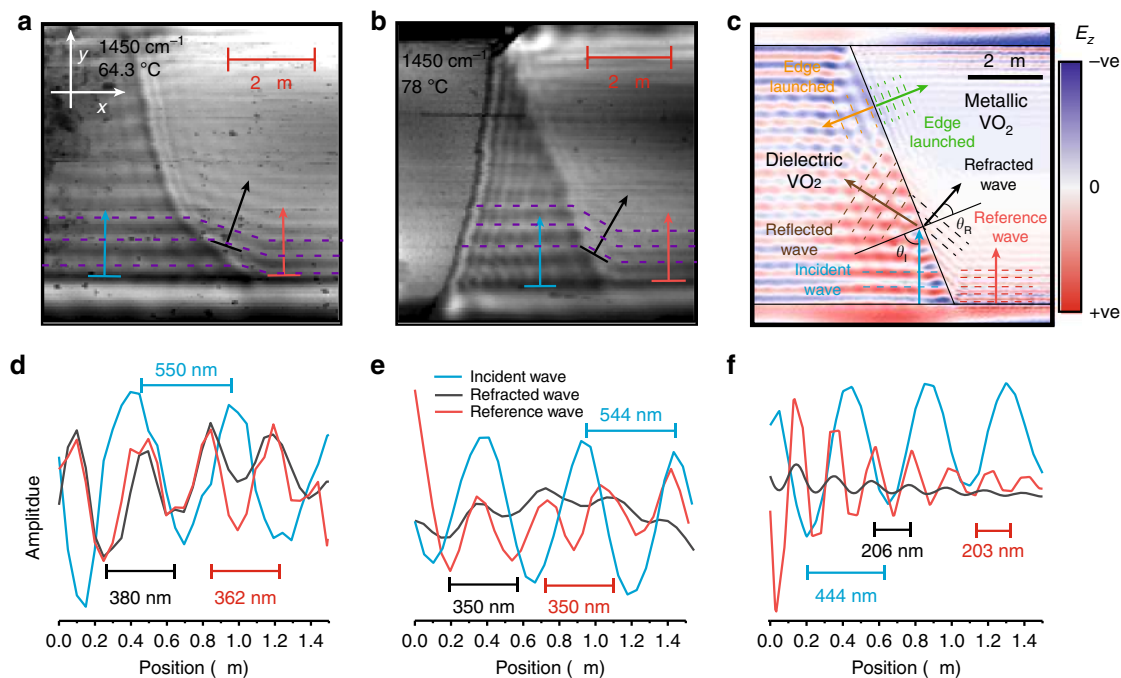 a
y
x
1450 cm⁻¹
64.3 °C
2 m
b
1450 cm⁻¹
78 °C
2 m
c
Edge
launched
2 m
Metallic
VO₂
Edge
launched
Dielectric
VO₂
Refracted
wave
Reference
wave
Reflected
wave
θR
θI
Incident
wave
Ez
–ve
0
+ve
d
550 nm
380 nm
362 nm
Amplitdue
0.0 0.2 0.4 0.6 0.8 1.0 1.2 1.4
Position ( m)
e
Incident wave
Refracted wave
Reference wave
544 nm
350 nm
350 nm
0.0 0.2 0.4 0.6 0.8 1.0 1.2 1.4
Position ( m)
f
206 nm
203 nm
444 nm
0.0 0.2 0.4 0.6 0.8 1.0 1.2 1.4
Position ( m)